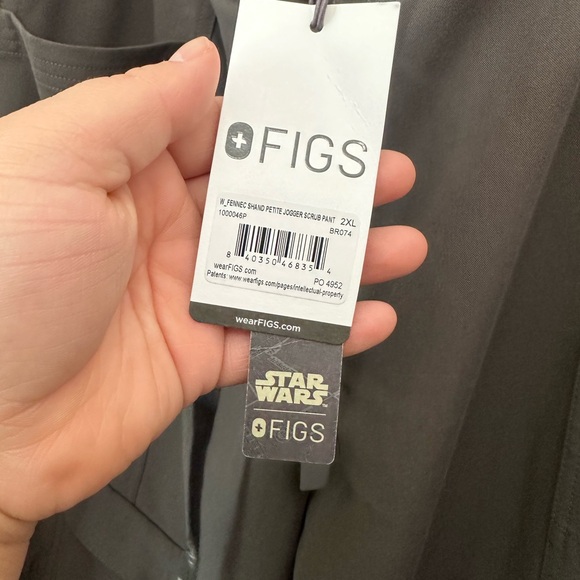 FIGS
W_FENNEC SHAND PETITE JOGGER SCRUB PANT 2XL
1000046P BR074
8 40350 46835 4
wearFIGS.com PO 4952
Patents: www.wearfigs.com/pages/intellectual-property
wearFIGS.com
STAR
WARS™
FIGS